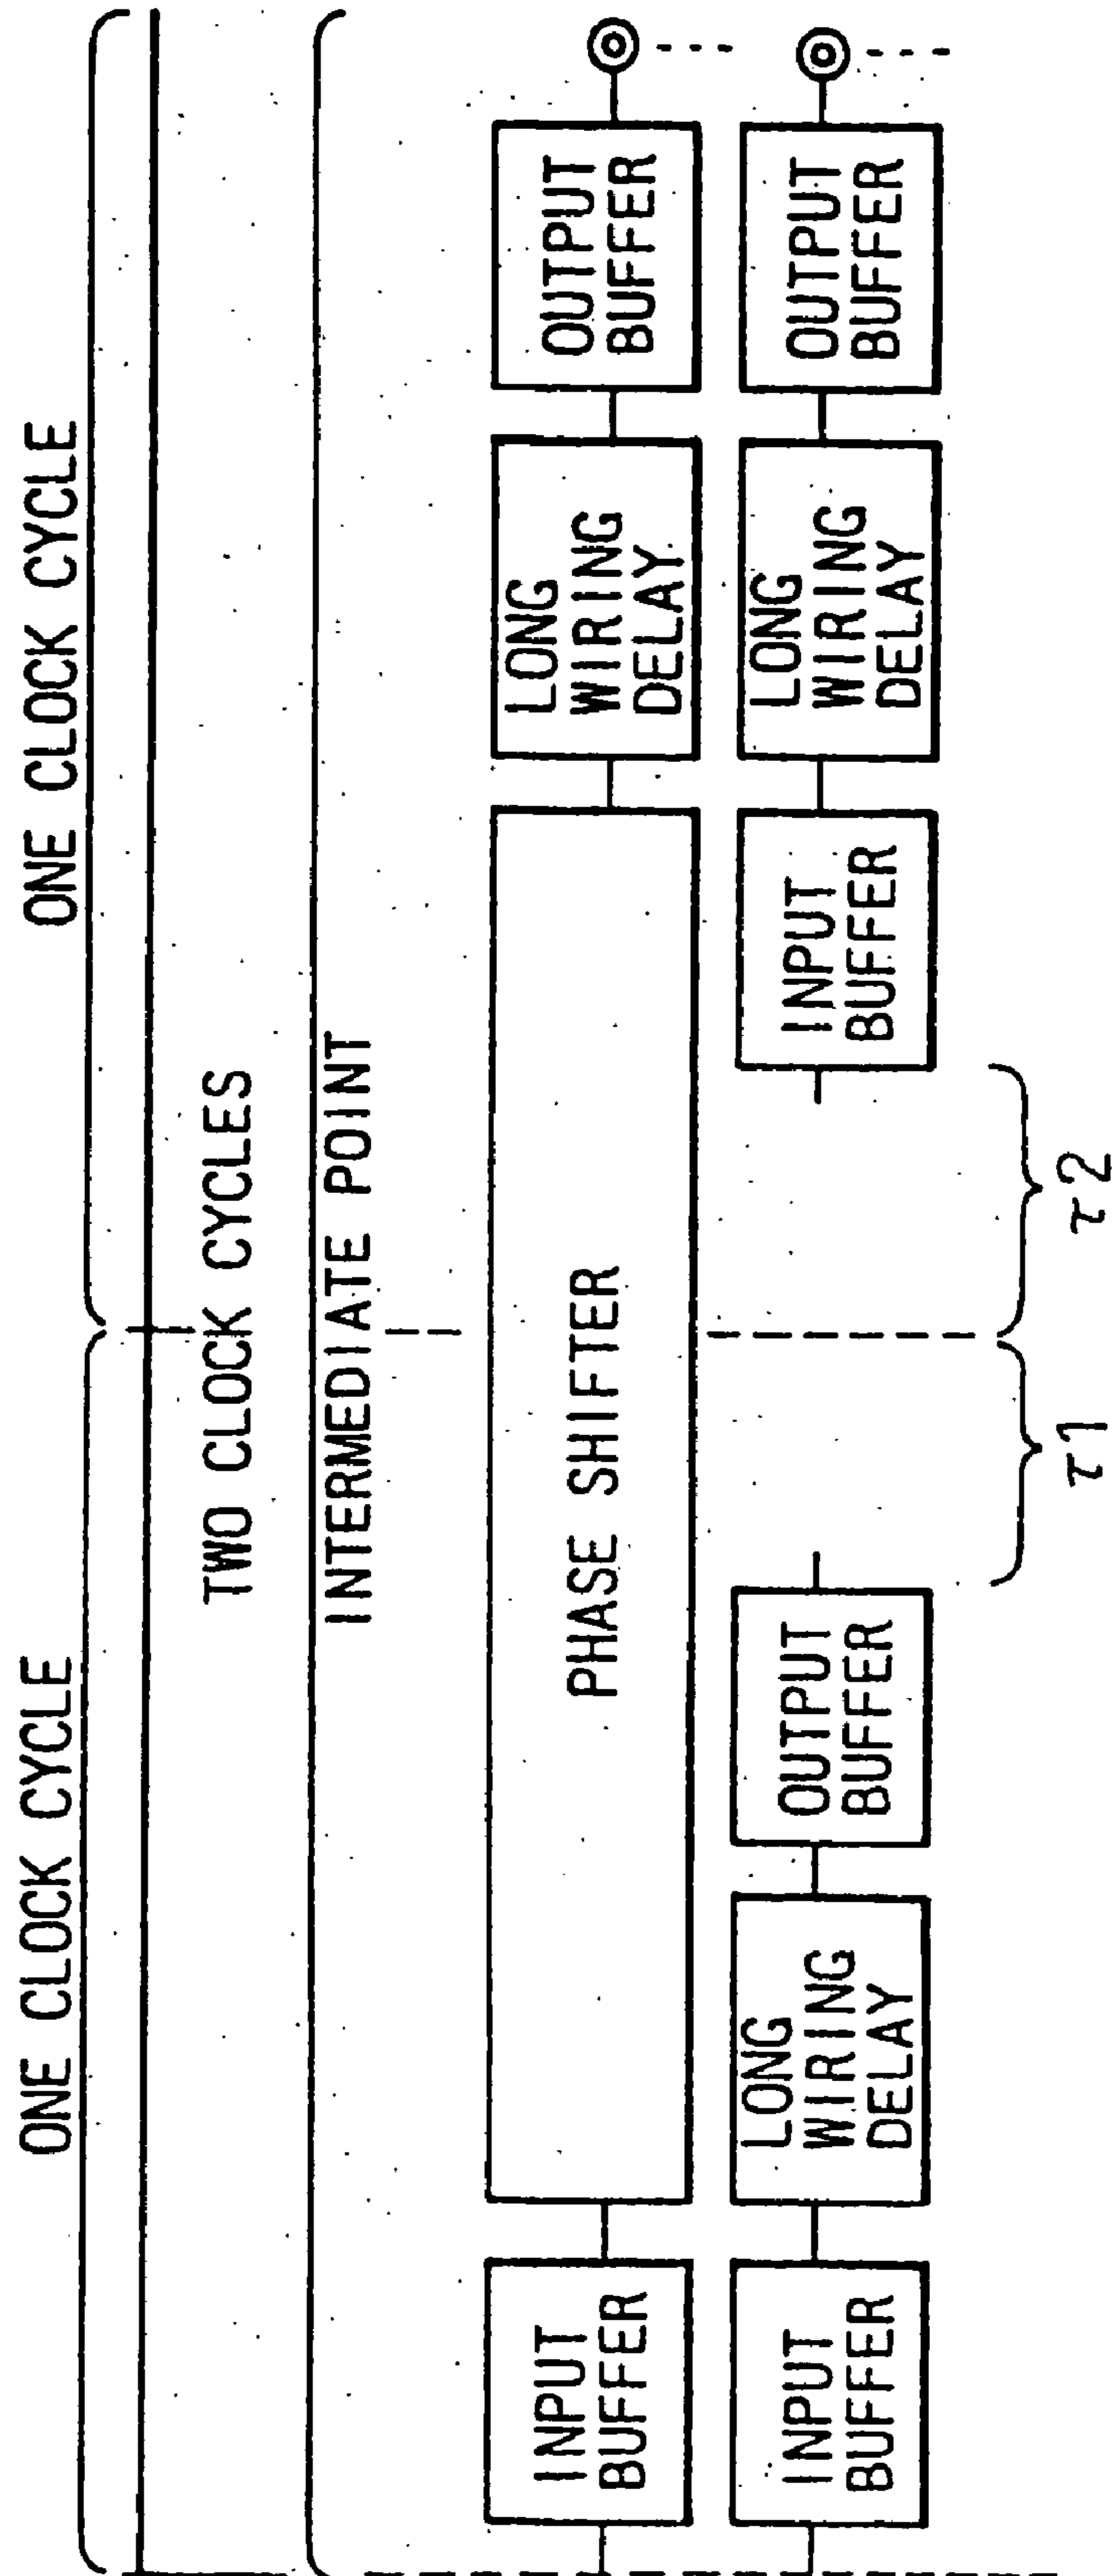 ONE CLOCK CYCLE
ONE CLOCK CYCLE
TWO CLOCK CYCLES
INTERMEDIATE POINT
INPUT
BUFFER
PHASE SHIFTER
LONG
WIRING
DELAY
OUTPUT
BUFFER
INPUT
BUFFER
LONG
WIRING
DELAY
OUTPUT
BUFFER
INPUT
BUFFER
LONG
WIRING
DELAY
OUTPUT
BUFFER
τ1
τ2